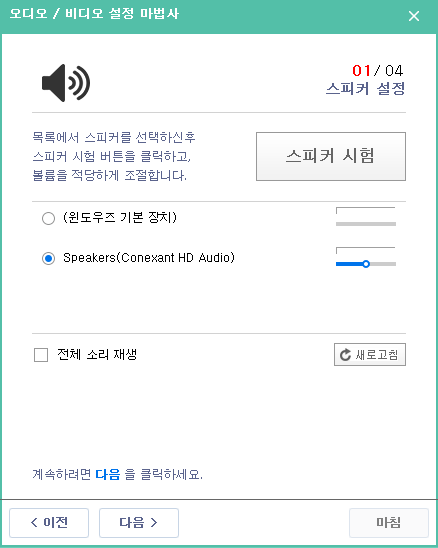 오디오 / 비디오 설정 마법사
01 / 04
스피커 설정
목록에서 스피커를 선택하신후
스피커 시험 버튼을 클릭하고,
볼륨을 적당하게 조절합니다.
스피커 시험
(윈도우즈 기본 장치)
Speakers(Conexant HD Audio)
전체 소리 재생
새로고침
계속하려면 다음 을 클릭하세요.
< 이전
다음 >
마침